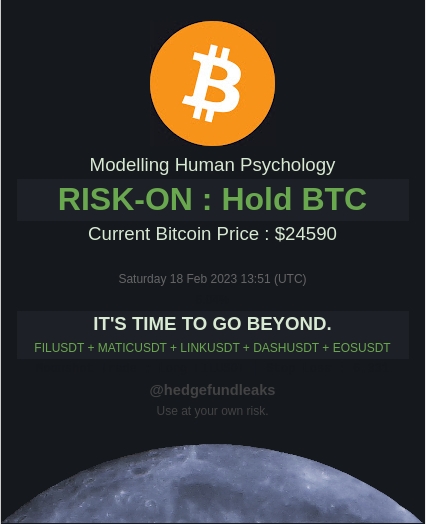 Modelling Human Psychology
RISK-ON : Hold BTC
Current Bitcoin Price : $24590
Saturday 18 Feb 2023 13:51 (UTC)
IT'S TIME TO GO BEYOND.
FILUSDT + MATICUSDT + LINKUSDT + DASHUSDT + EOSUSDT
@hedgefundleaks
Use at your own risk.